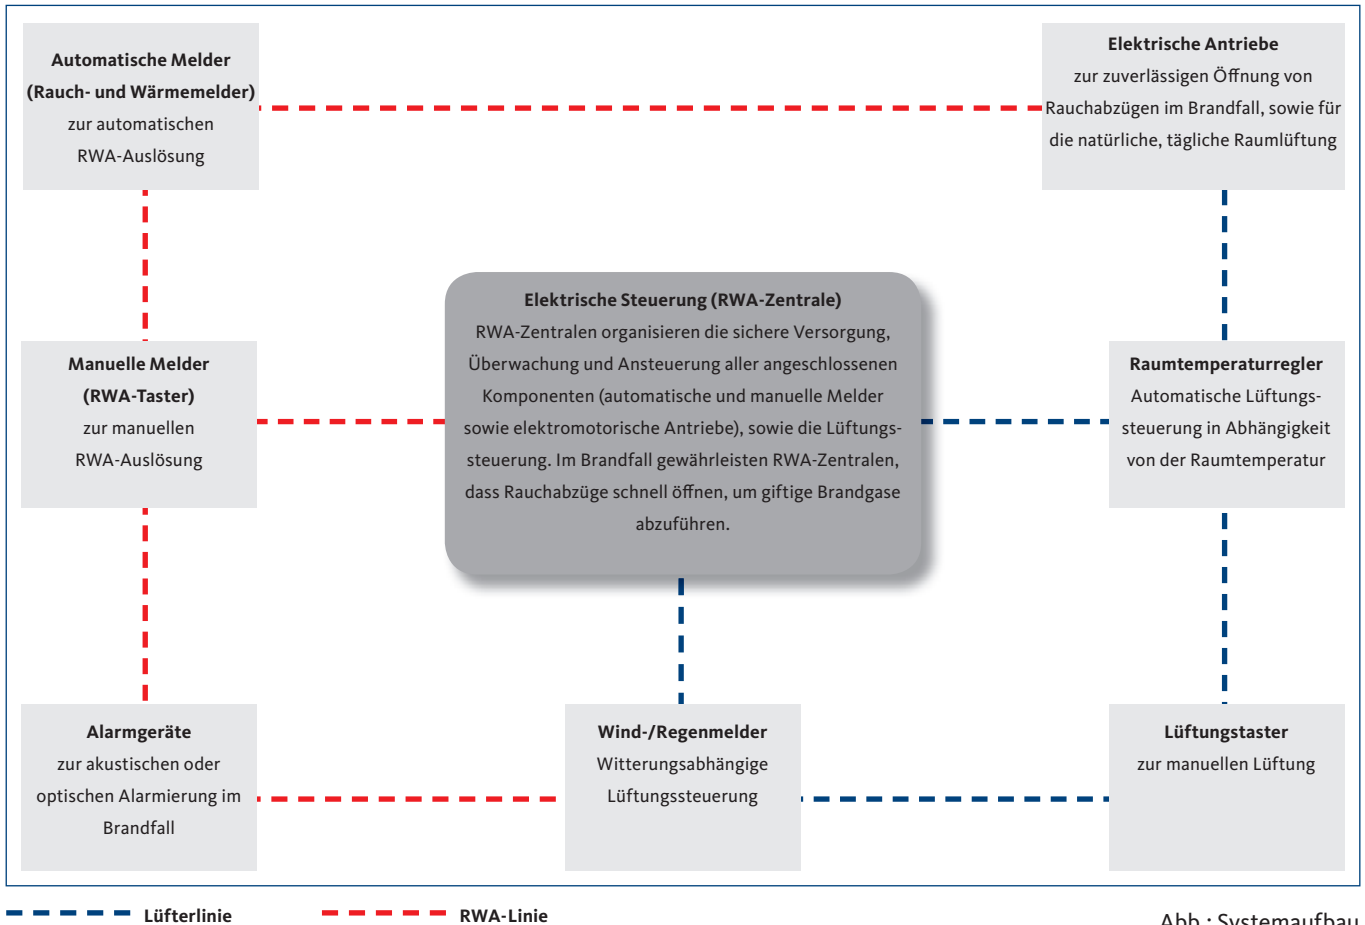 Automatische Melder
(Rauch- und Wärmemelder)
zur automatischen
RWA-Auslösung
Elektrische Antriebe
zur zuverlässigen Öffnung von
Rauchabzügen im Brandfall, sowie für
die natürliche, tägliche Raumlüftung
Manuelle Melder
(RWA-Taster)
zur manuellen
RWA-Auslösung
Elektrische Steuerung (RWA-Zentrale)
RWA-Zentralen organisieren die sichere Versorgung,
Überwachung und Ansteuerung aller angeschlossenen
Komponenten (automatische und manuelle Melder
sowie elektromotorische Antriebe), sowie die Lüftungs-
steuerung. Im Brandfall gewährleisten RWA-Zentralen,
dass Rauchabzüge schnell öffnen, um giftige Brandgase
abzuführen.
Raumtemperaturregler
Automatische Lüftungs-
steuerung in Abhängigkeit
von der Raumtemperatur
Alarmgeräte
zur akustischen oder
optischen Alarmierung im
Brandfall
Wind-/Regenmelder
Witterungsabhängige
Lüftungssteuerung
Lüftungstaster
zur manuellen Lüftung
Lüfterlinie
RWA-Linie
Abb.: Systemaufbau